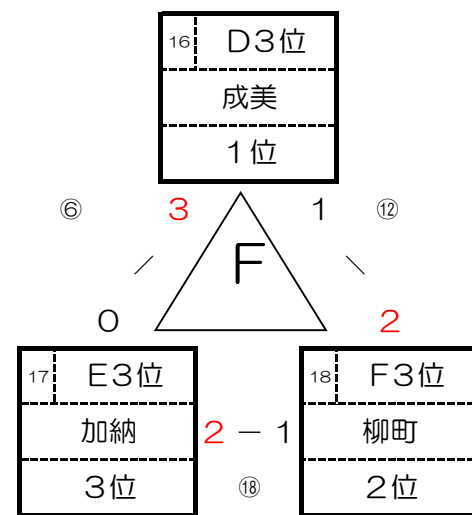 16 D3位
成美
1位
⑥ 3 1 ⑫
／ F ＼
0 2
17 E3位 18 F3位
加納 2 － 1 柳町
3位 ⑱ 2位